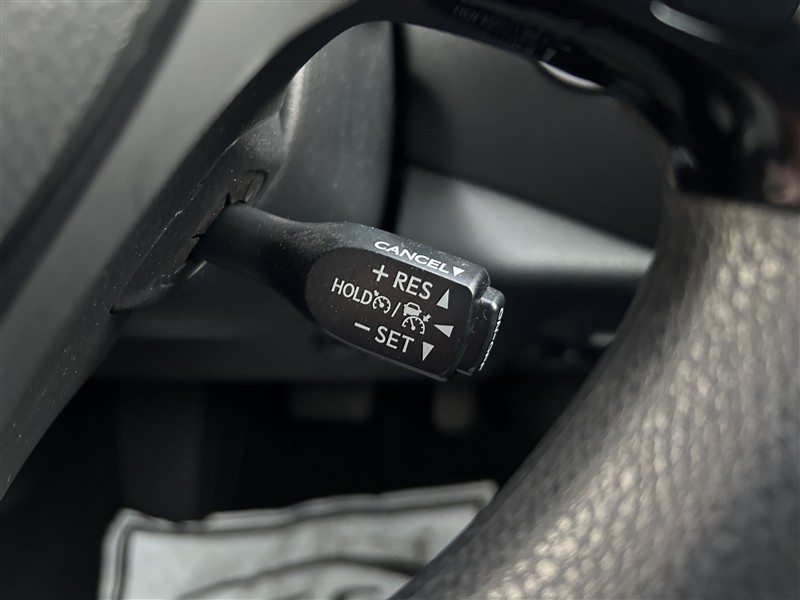 CANCEL▼
+ RES ▲
HOLD / ◀
− SET ▼